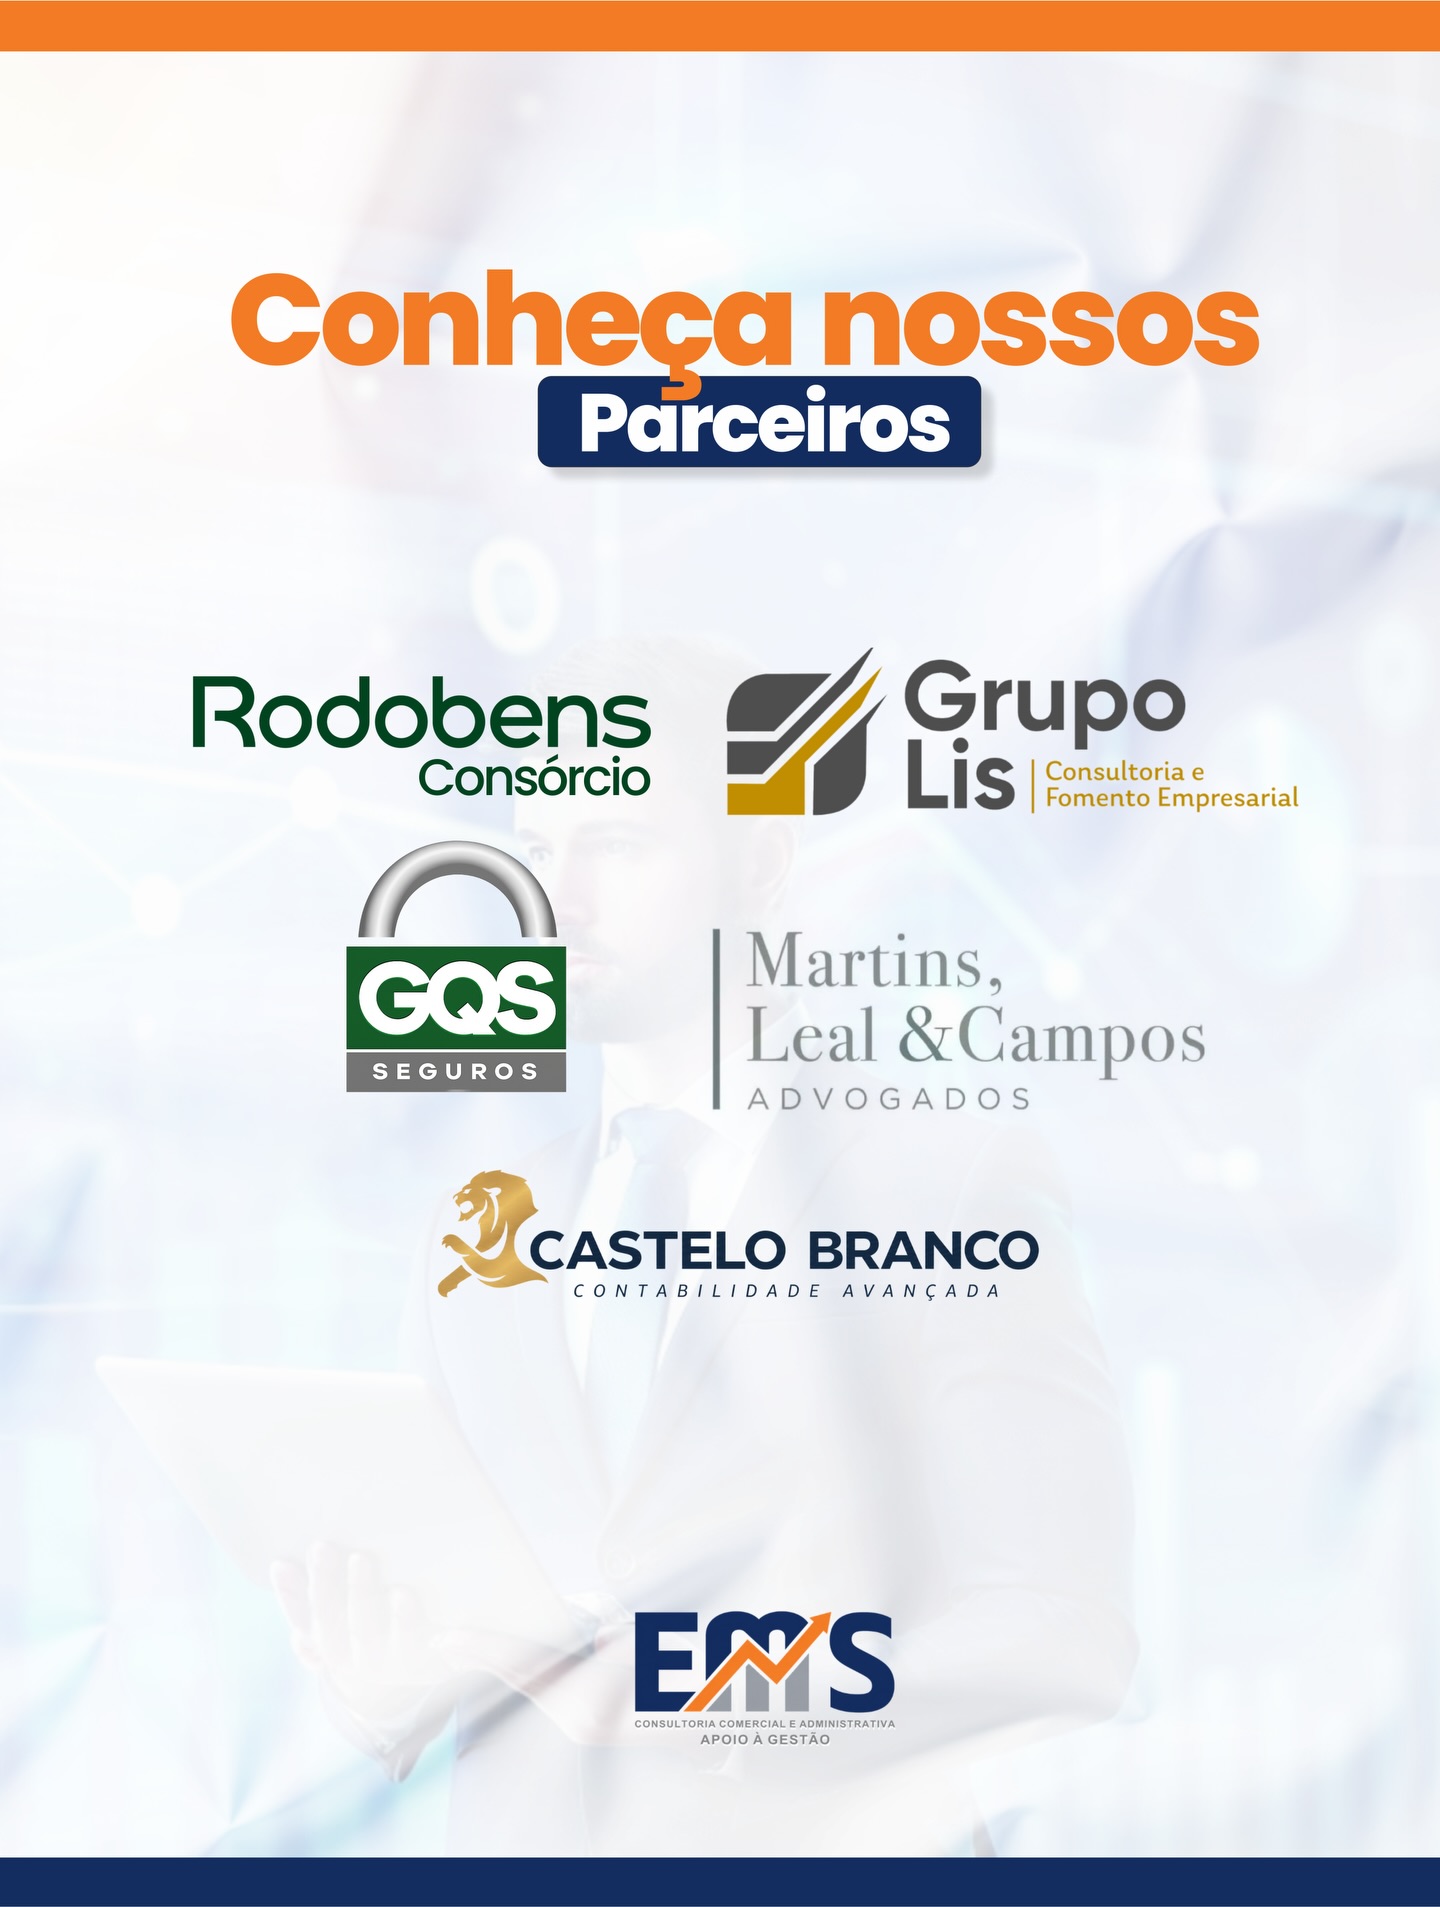 Conheça nossos
Parceiros
Rodobens
Consórcio
Grupo
Lis
Consultoria e
Fomento Empresarial
GQS
SEGUROS
Martins,
Leal &Campos
ADVOGADOS
CASTELO BRANCO
CONTABILIDADE AVANÇADA
EMS
CONSULTORIA COMERCIAL E ADMINISTRATIVA
APOIO À GESTÃO